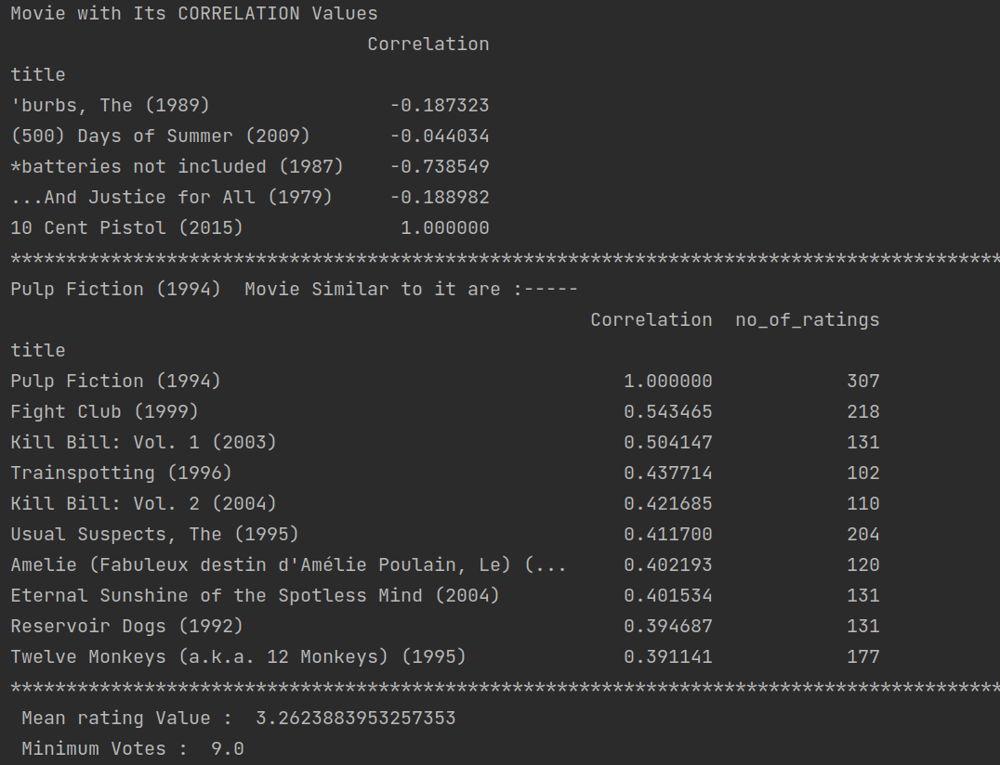 Movie with Its CORRELATION Values
Correlation
title
'burbs, The (1989) -0.187323
(500) Days of Summer (2009) -0.044034
*batteries not included (1987) -0.738549
...And Justice for All (1979) -0.188982
10 Cent Pistol (2015) 1.000000
*****************************************************************************************
Pulp Fiction (1994) Movie Similar to it are :-----
Correlation no_of_ratings
title
Pulp Fiction (1994) 1.000000 307
Fight Club (1999) 0.543465 218
Kill Bill: Vol. 1 (2003) 0.504147 131
Trainspotting (1996) 0.437714 102
Kill Bill: Vol. 2 (2004) 0.421685 110
Usual Suspects, The (1995) 0.411700 204
Amelie (Fabuleux destin d'Amélie Poulain, Le) (... 0.402193 120
Eternal Sunshine of the Spotless Mind (2004) 0.401534 131
Reservoir Dogs (1992) 0.394687 131
Twelve Monkeys (a.k.a. 12 Monkeys) (1995) 0.391141 177
*****************************************************************************************
Mean rating Value : 3.2623883953257353
Minimum Votes : 9.0